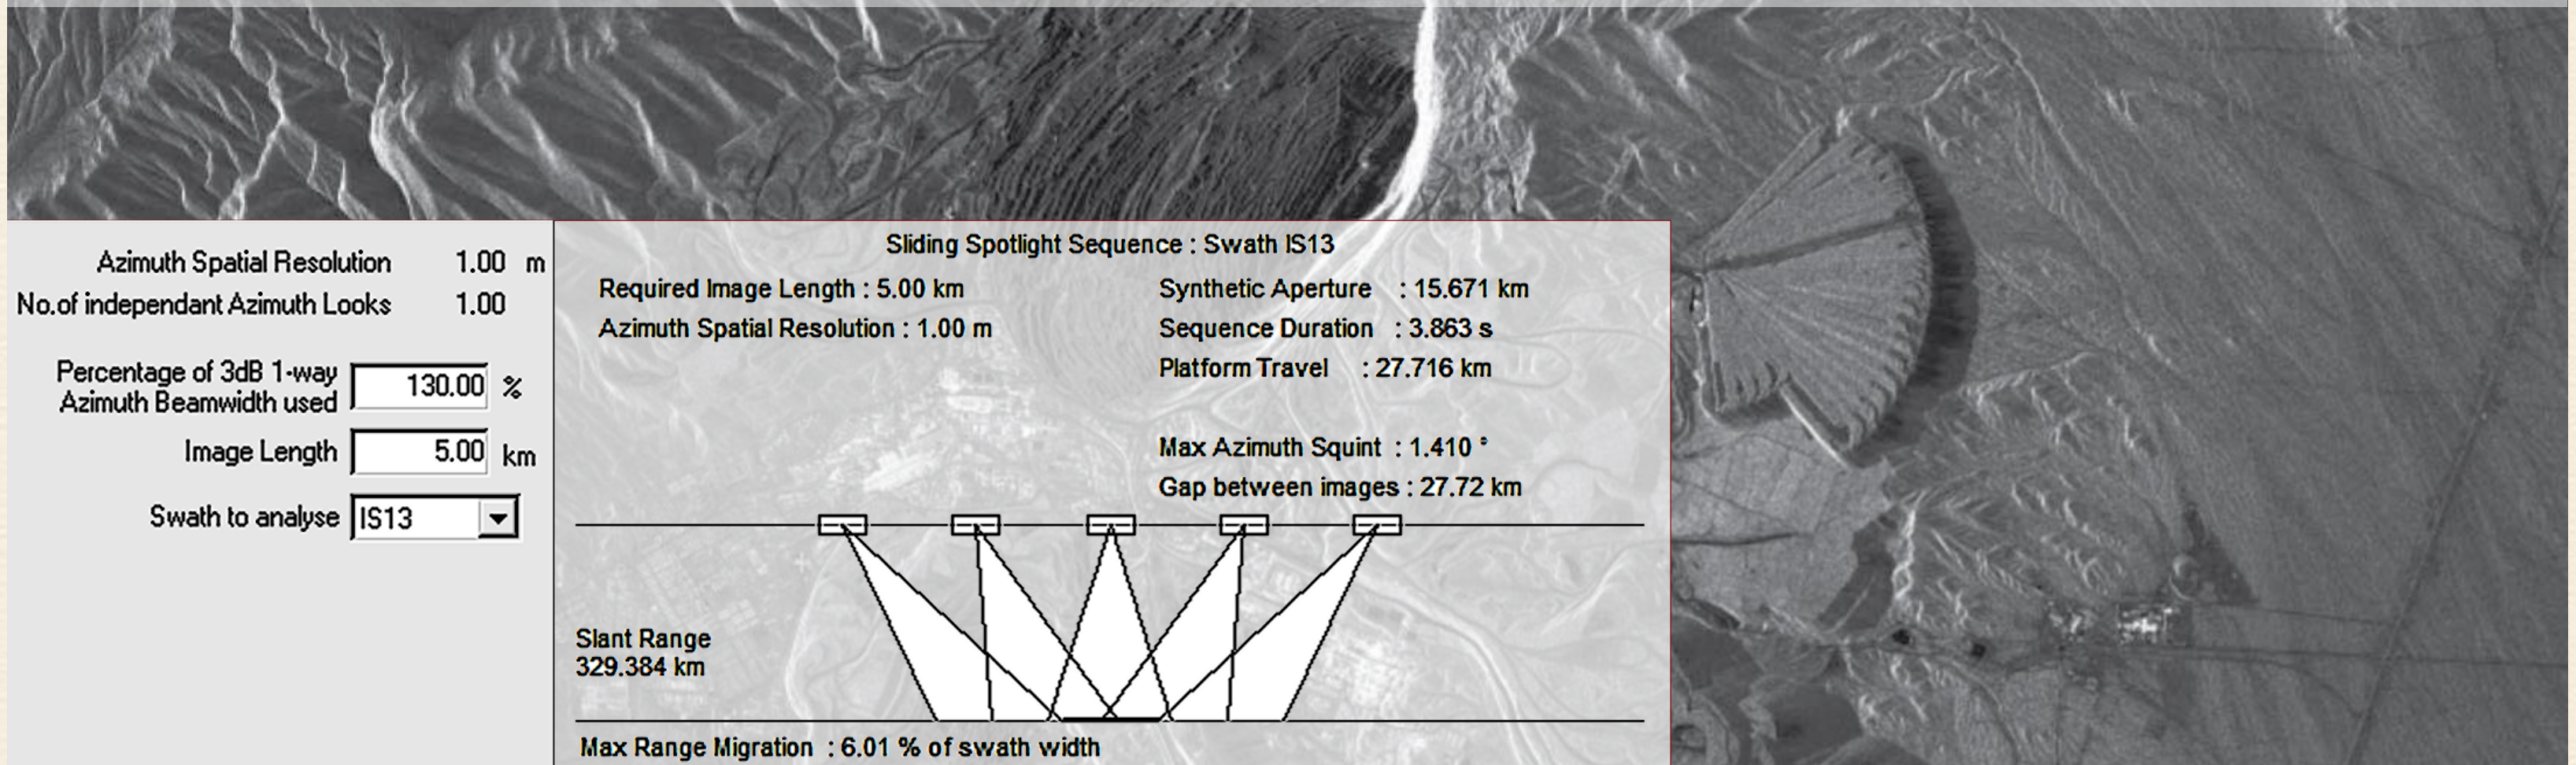 Azimuth Spatial Resolution 1.00 m
No.of independant Azimuth Looks 1.00
Percentage of 3dB 1-way
Azimuth Beamwidth used 130.00 %
Image Length 5.00 km
Swath to analyse IS13
Sliding Spotlight Sequence : Swath IS13
Required Image Length : 5.00 km
Azimuth Spatial Resolution : 1.00 m
Synthetic Aperture : 15.671 km
Sequence Duration : 3.863 s
Platform Travel : 27.716 km
Max Azimuth Squint : 1.410 °
Gap between images : 27.72 km
Slant Range
329.384 km
Max Range Migration : 6.01 % of swath width